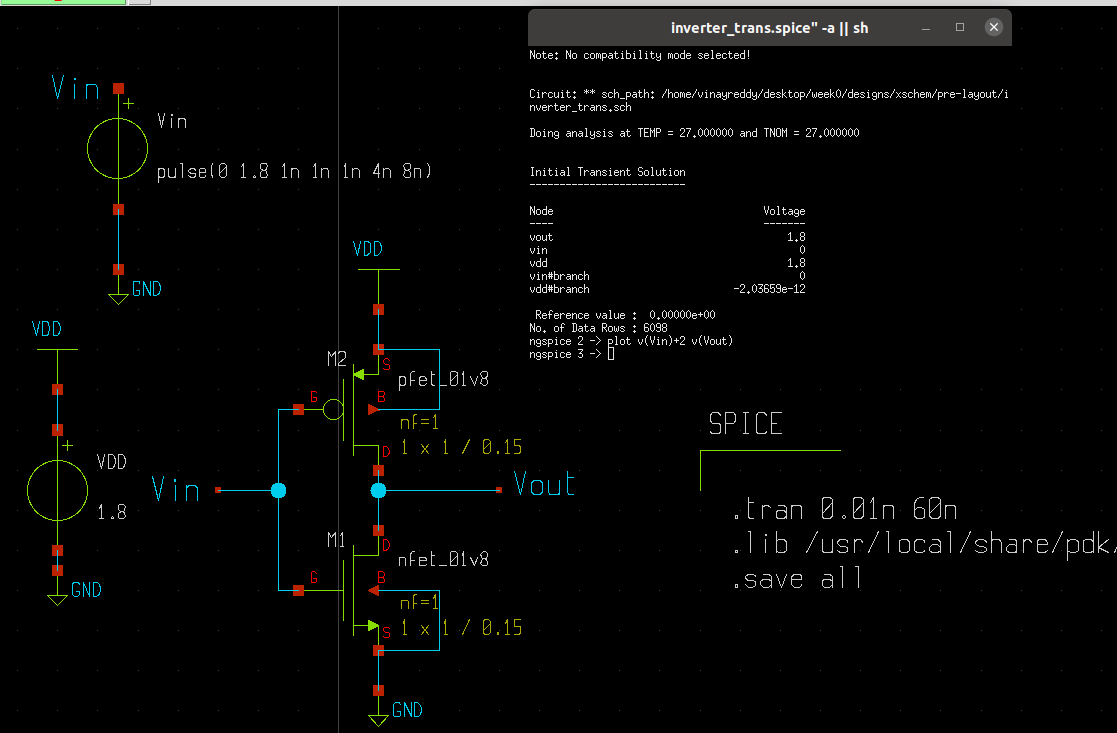 inverter_trans.spice" -a || sh
Note: No compatibility mode selected!
Circuit: ** sch_path: /home/vinayreddy/desktop/week0/designs/xschem/pre-layout/i
nverter_trans.sch
Doing analysis at TEMP = 27.000000 and TNOM = 27.000000
Initial Transient Solution
--------------------------
Node Voltage
---- -------
vout 1.8
vin 0
vdd 1.8
vin#branch 0
vdd#branch -2.03659e-12
Reference value : 0.00000e+00
No. of Data Rows : 6098
ngspice 2 -> plot v(Vin)+2 v(Vout)
ngspice 3 ->
Vin
+
Vin
pulse(0 1.8 1n 1n 1n 4n 8n)
GND
VDD
+
VDD
1.8
GND
VDD
M2
S
pfet_01v8
G
B
nf=1
1 x 1 / 0.15
D
Vin
Vout
M1
D
nfet_01v8
G
B
nf=1
1 x 1 / 0.15
S
GND
SPICE
.tran 0.01n 60n
.lib /usr/local/share/pdk/
.save all